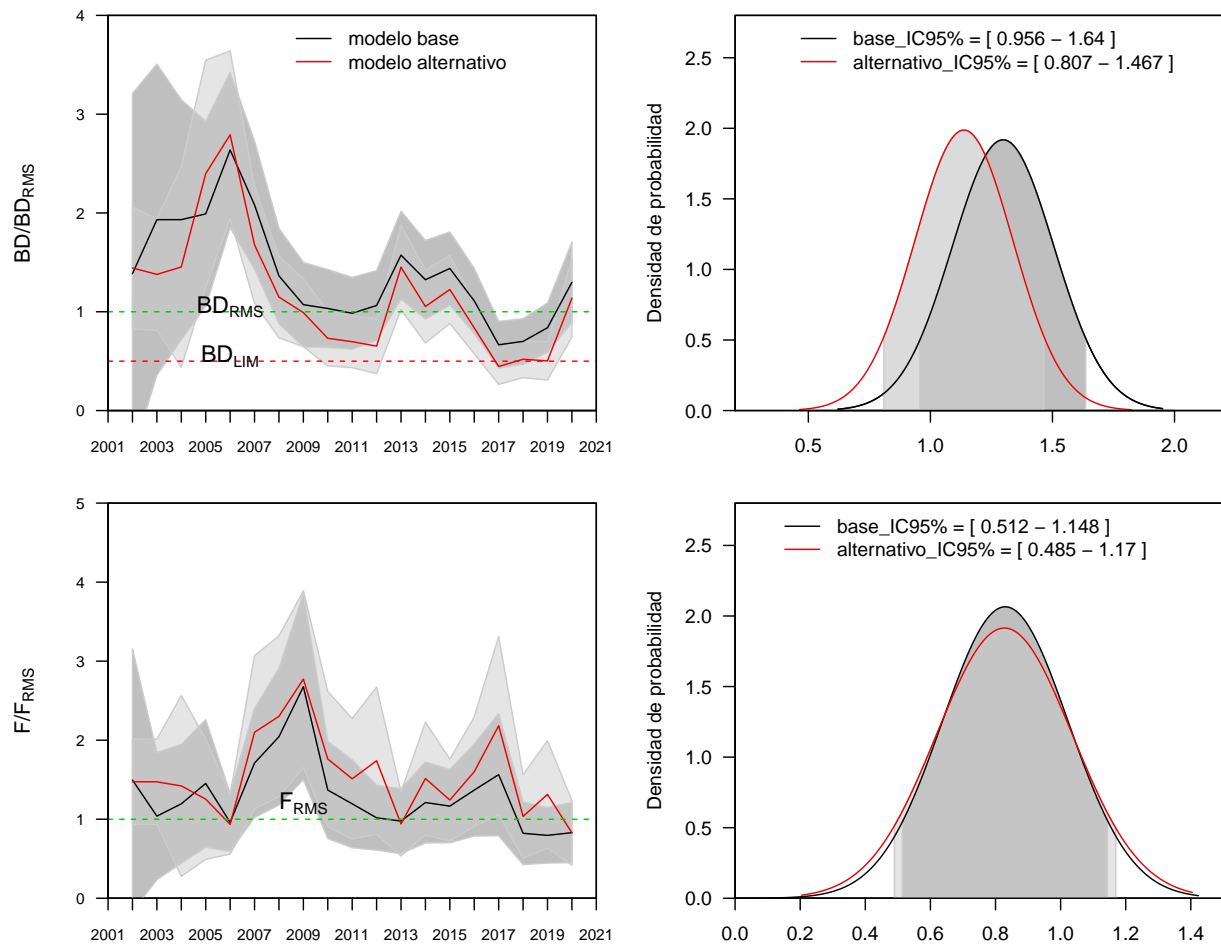 modelo base
modelo alternativo
BD/BD_RMS
BD_RMS
BD_LIM
0
1
2
3
4
2001 2003 2005 2007 2009 2011 2013 2015 2017 2019 2021
base_IC95% = [ 0.956 − 1.64 ]
alternativo_IC95% = [ 0.807 − 1.467 ]
Densidad de probabilidad
0.0
0.5
1.0
1.5
2.0
2.5
0.5 1.0 1.5 2.0
F/F_RMS
F_RMS
0
1
2
3
4
5
2001 2003 2005 2007 2009 2011 2013 2015 2017 2019 2021
base_IC95% = [ 0.512 − 1.148 ]
alternativo_IC95% = [ 0.485 − 1.17 ]
Densidad de probabilidad
0.0
0.5
1.0
1.5
2.0
2.5
0.0 0.2 0.4 0.6 0.8 1.0 1.2 1.4